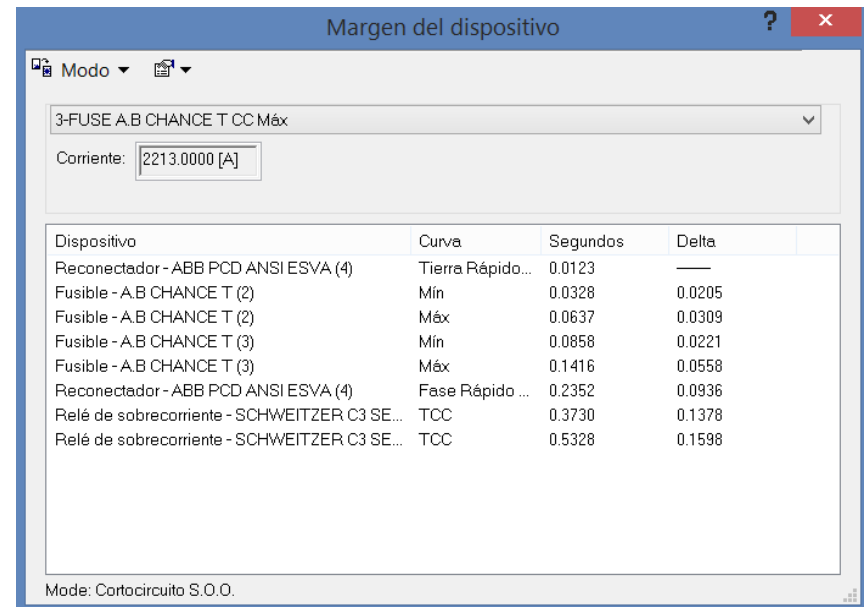 Margen del dispositivo ? ×
Modo
3-FUSE A.B CHANCE T CC Máx
Corriente: 2213.0000 [A]
Dispositivo Curva Segundos Delta
Reconectador - ABB PCD ANSI ESVA (4) Tierra Rápido... 0.0123 ——
Fusible - A.B CHANCE T (2) Mín 0.0328 0.0205
Fusible - A.B CHANCE T (2) Máx 0.0637 0.0309
Fusible - A.B CHANCE T (3) Mín 0.0858 0.0221
Fusible - A.B CHANCE T (3) Máx 0.1416 0.0558
Reconectador - ABB PCD ANSI ESVA (4) Fase Rápido ... 0.2352 0.0936
Relé de sobrecorriente - SCHWEITZER C3 SE... TCC 0.3730 0.1378
Relé de sobrecorriente - SCHWEITZER C3 SE... TCC 0.5328 0.1598
Mode: Cortocircuito S.O.O.